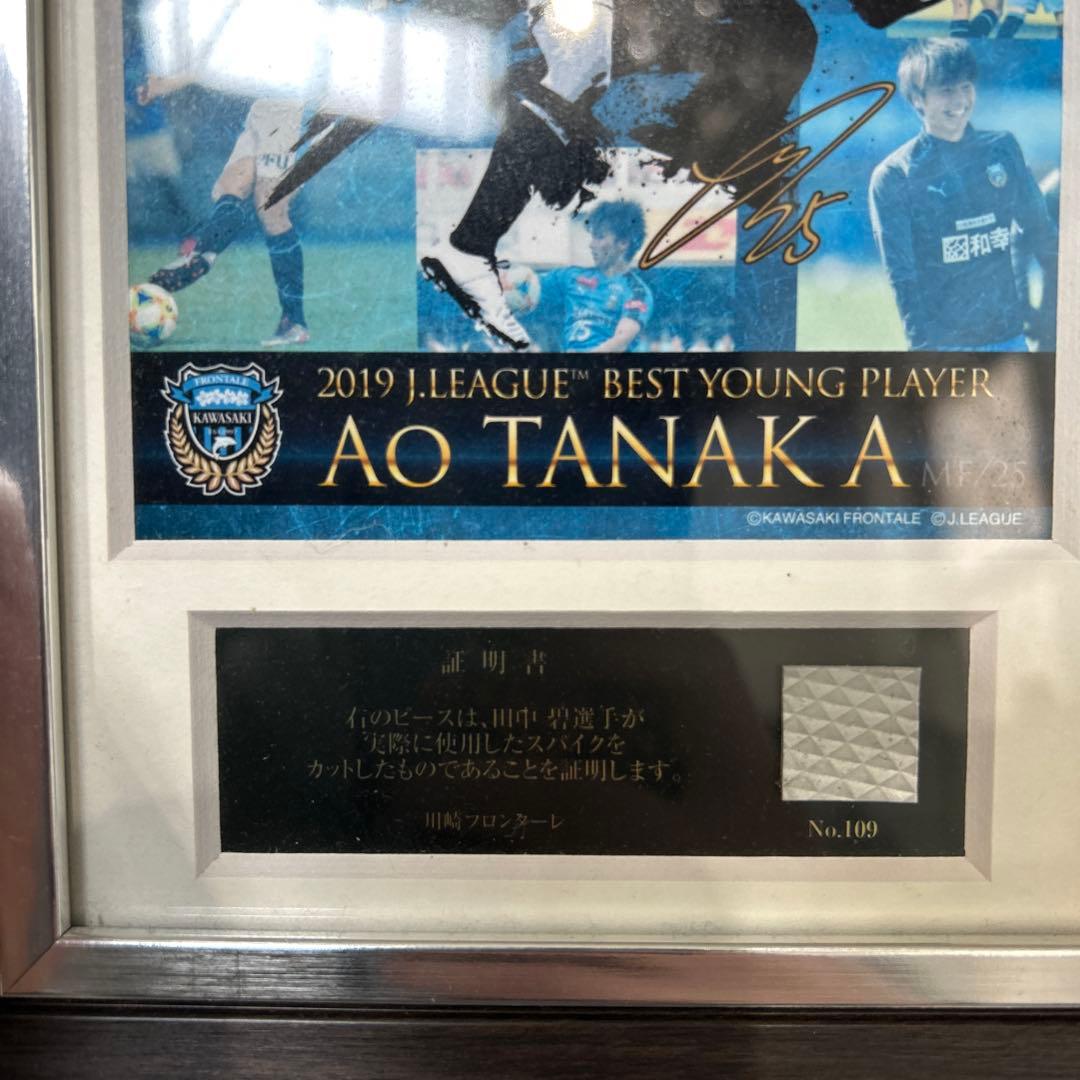 25
和幸
FRONTALE
KAWASAKI
2019 J.LEAGUE™ BEST YOUNG PLAYER
AO TANAKA MF/25
©KAWASAKI FRONTALE ©J.LEAGUE
証明書
右のピースは、田中 碧選手が
実際に使用したスパイクを
カットしたものであることを証明します。
川崎フロンターレ
No.109